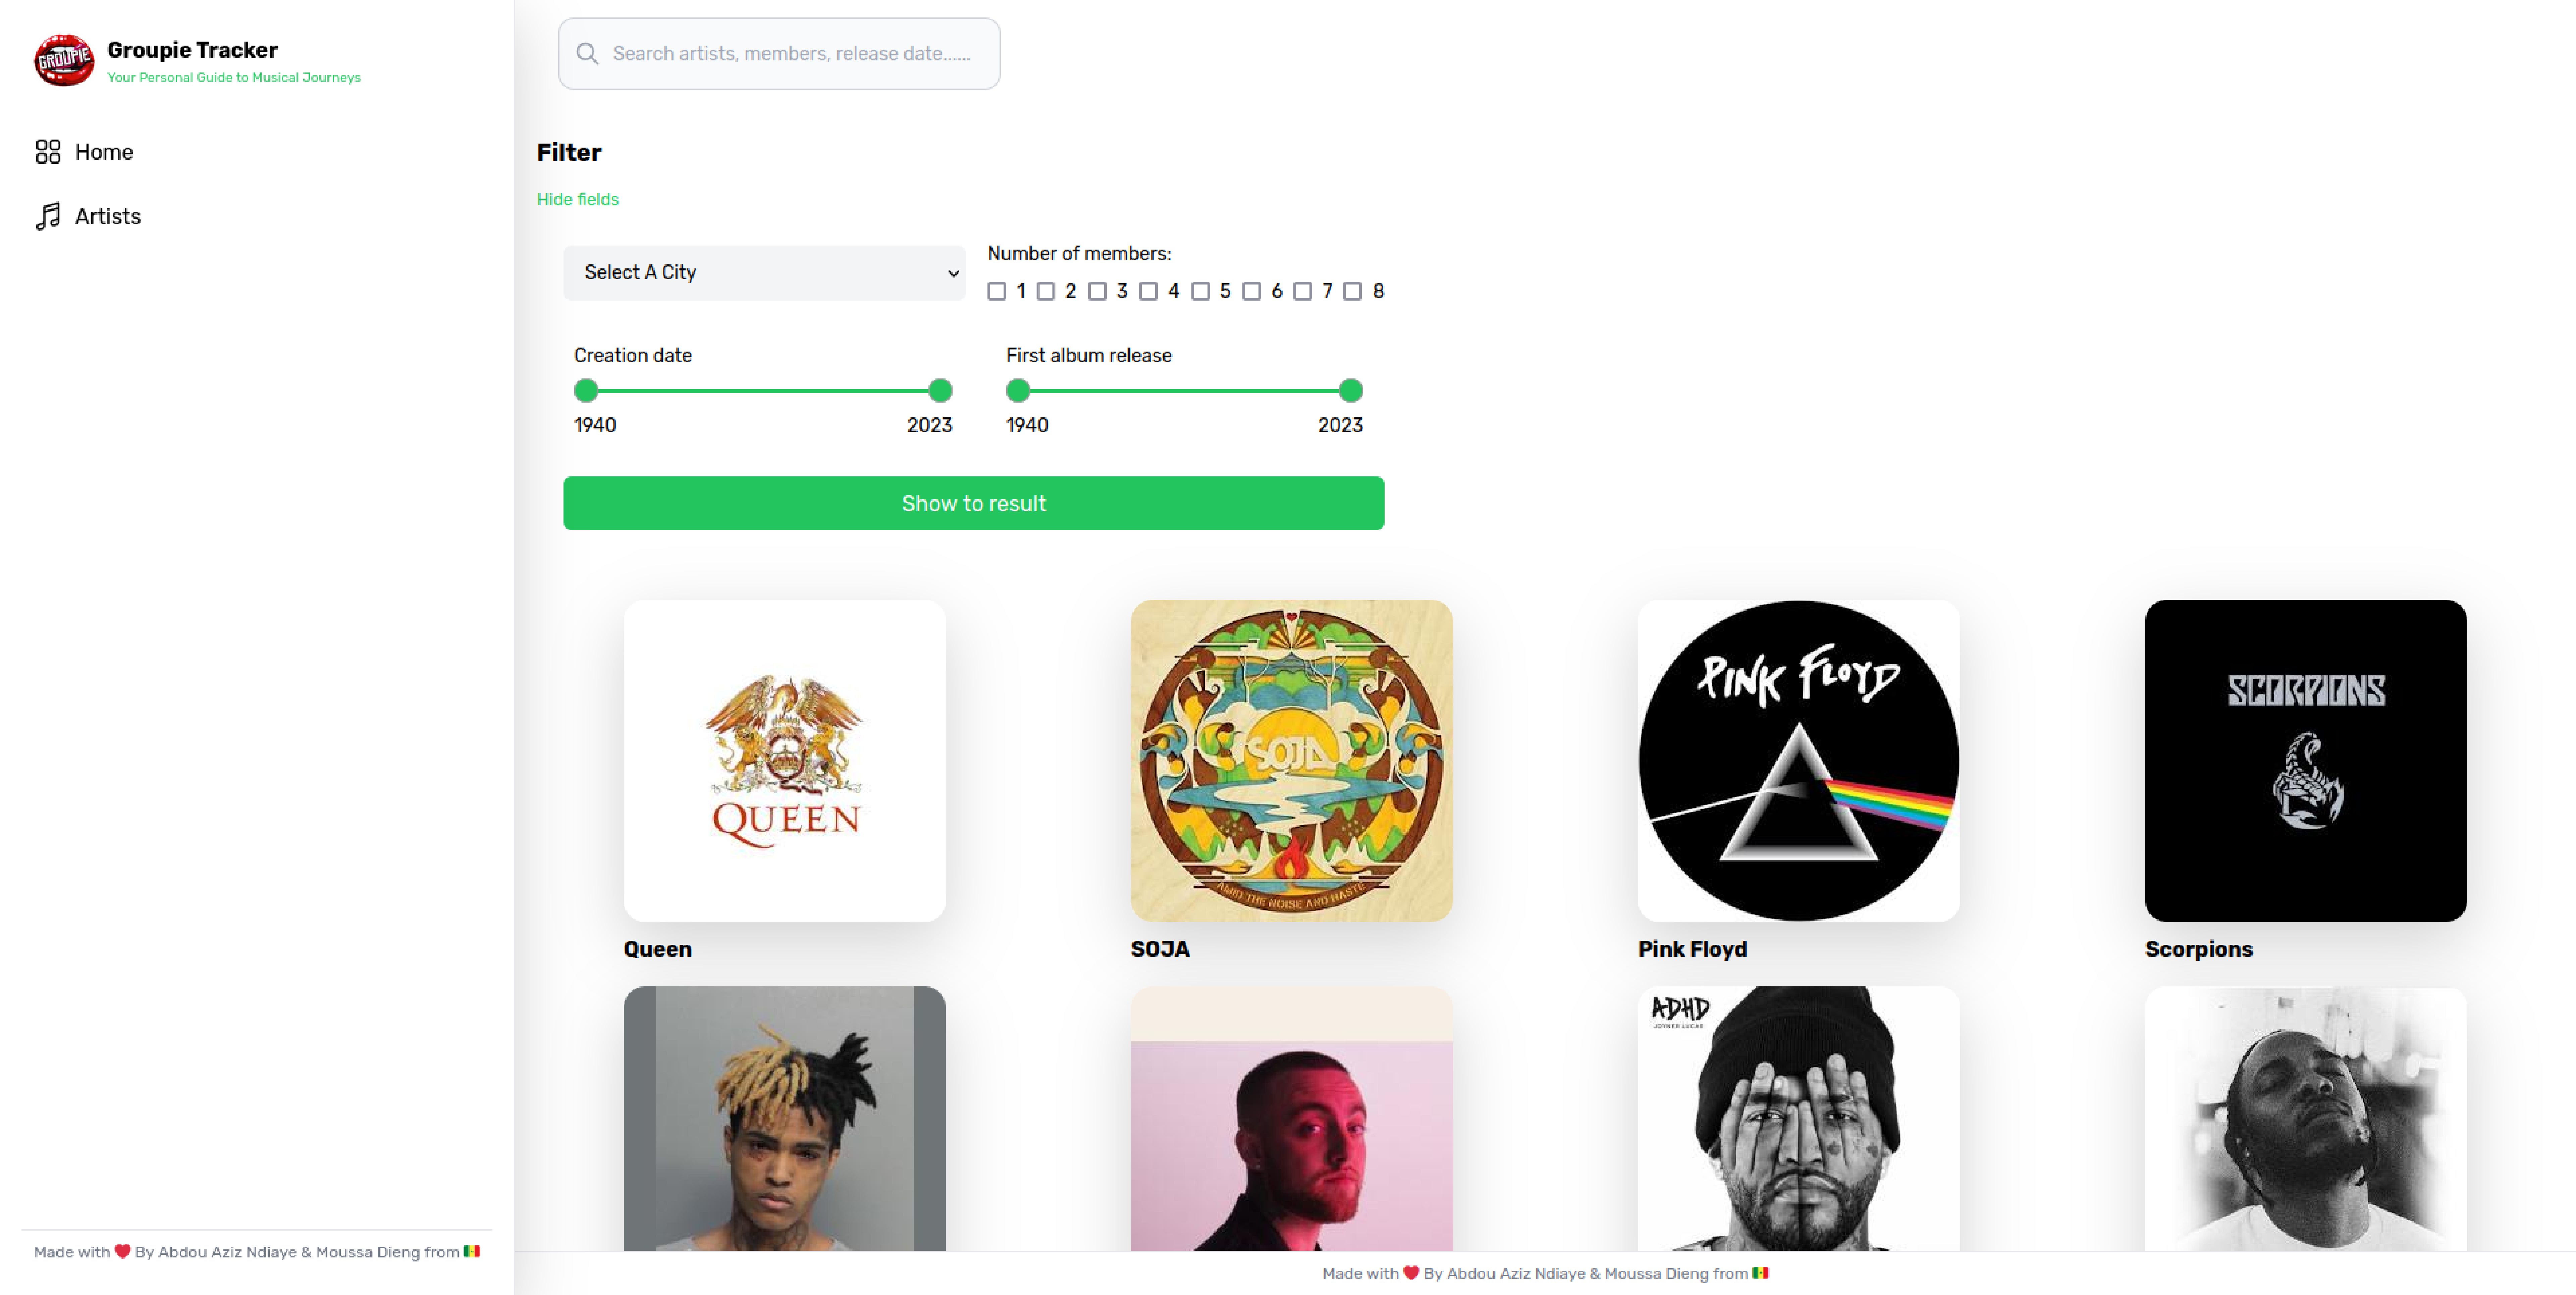 GROUPIE
Groupie Tracker
Your Personal Guide to Musical Journeys
Home
Artists
Made with ❤️ By Abdou Aziz Ndiaye & Moussa Dieng from 🇸🇳
Search artists, members, release date......
Filter
Hide fields
Select A City
Number of members:
1 2 3 4 5 6 7 8
Creation date
1940 2023
First album release
1940 2023
Show to result
QUEEN
Queen
SOJA
AMID THE NOISE AND HASTE
SOJA
PINK FLOYD
Pink Floyd
SCORPIONS
Scorpions
ADHD
JOYNER LUCAS
Made with ❤️ By Abdou Aziz Ndiaye & Moussa Dieng from 🇸🇳